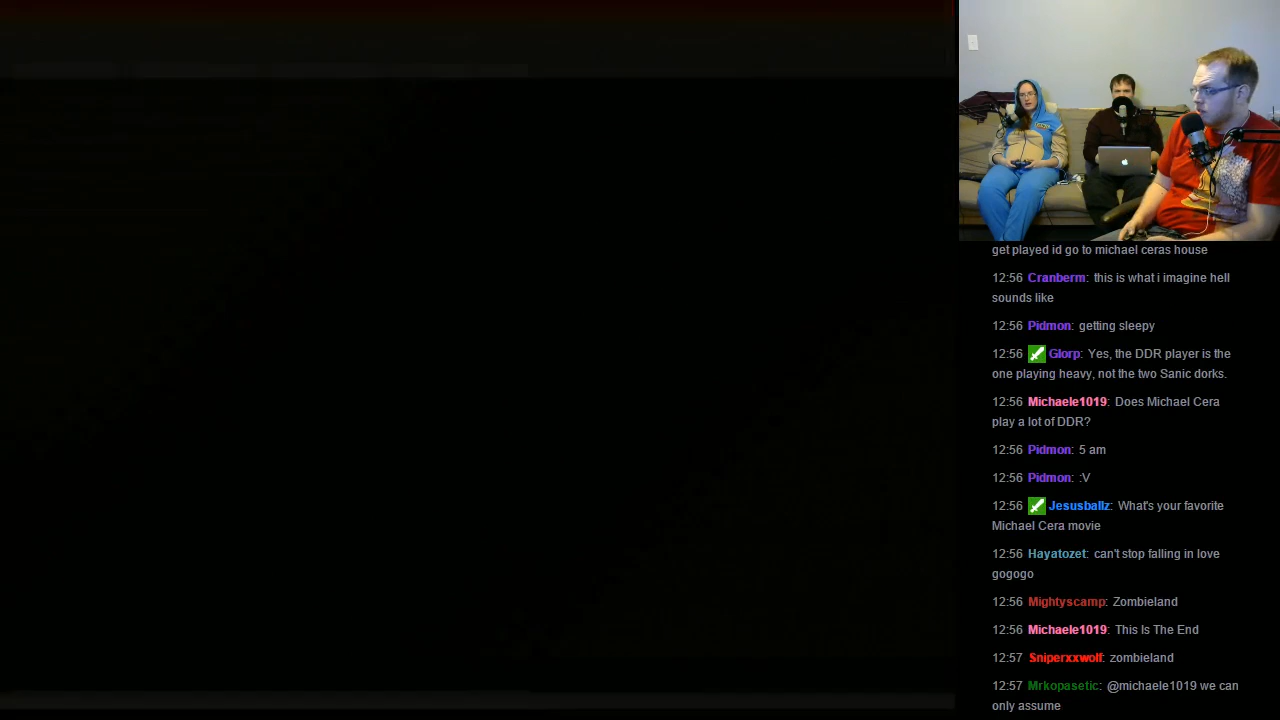 get played id go to michael ceras house
12:56 Cranberm: this is what i imagine hell
sounds like
12:56 Pidmon: getting sleepy
12:56 Glorp: Yes, the DDR player is the
one playing heavy, not the two Sanic dorks.
12:56 Michaele1019: Does Michael Cera
play a lot of DDR?
12:56 Pidmon: 5 am
12:56 Pidmon: :V
12:56 Jesusballz: What's your favorite
Michael Cera movie
12:56 Hayatozet: can't stop falling in love
gogogo
12:56 Mightyscamp: Zombieland
12:56 Michaele1019: This Is The End
12:57 Sniperxxwolf: zombieland
12:57 Mrkopasetic: @michaele1019 we can
only assume